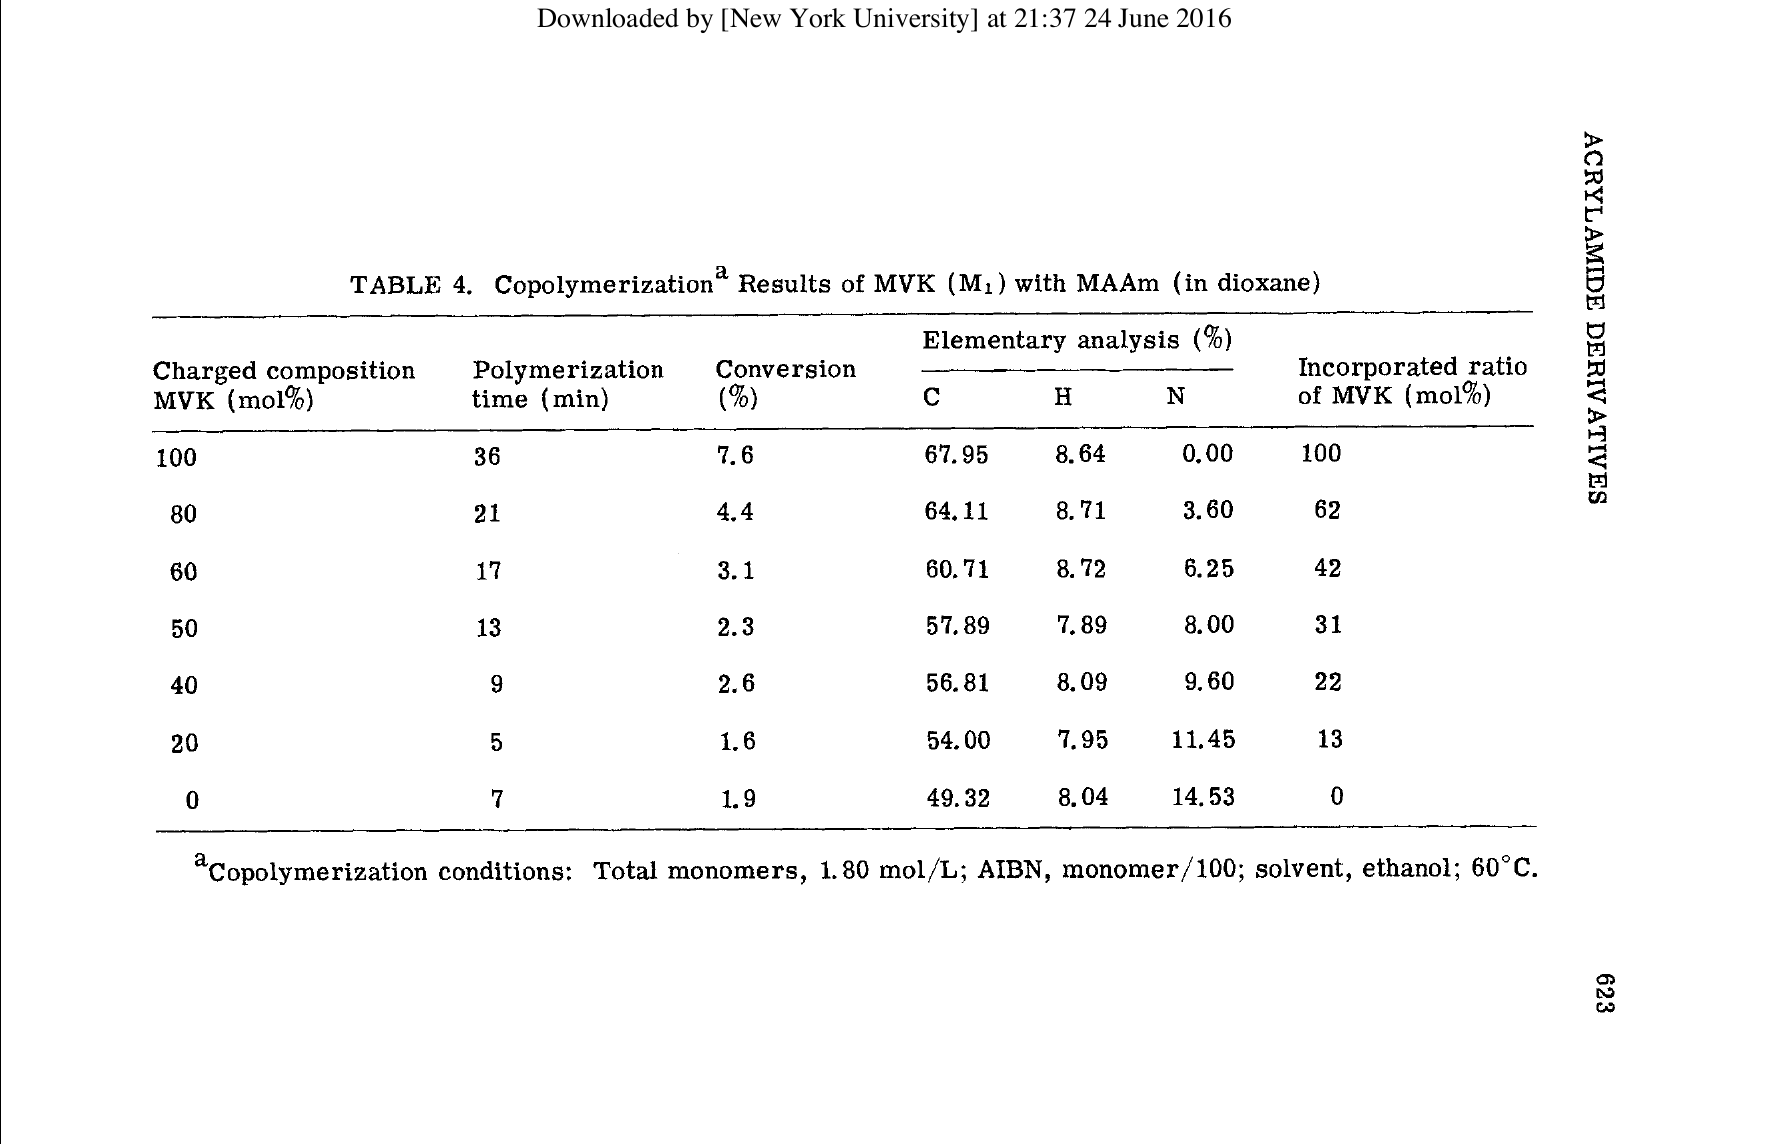 Downloaded by [New York University] at 21:37 24 June 2016
ACRYLAMIDE DERIVATIVES
TABLE 4. Copolymerizationᵃ Results of MVK (M₁) with MAAm (in dioxane)
Elementary analysis (%)
Charged composition Polymerization Conversion Incorporated ratio
MVK (mol%) time (min) (%) C H N of MVK (mol%)
100 36 7.6 67.95 8.64 0.00 100
80 21 4.4 64.11 8.71 3.60 62
60 17 3.1 60.71 8.72 6.25 42
50 13 2.3 57.89 7.89 8.00 31
40 9 2.6 56.81 8.09 9.60 22
20 5 1.6 54.00 7.95 11.45 13
0 7 1.9 49.32 8.04 14.53 0
ᵃCopolymerization conditions: Total monomers, 1.80 mol/L; AIBN, monomer/100; solvent, ethanol; 60°C.
623